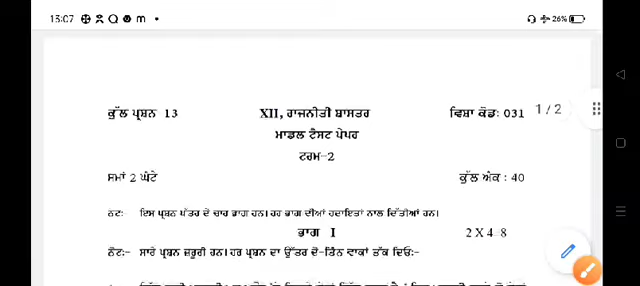 13:07
26%
ਕੁੱਲ ਪ੍ਰਸ਼ਨ 13 XII, ਰਾਜਨੀਤੀ ਸ਼ਾਸਤਰ ਵਿਸ਼ਾ ਕੋਡ: 031
1/2
ਮਾਡਲ ਟੈਸਟ ਪੇਪਰ
ਟਰਮ-2
ਸਮਾਂ 2 ਘੰਟੇ ਕੁੱਲ ਅੰਕ : 40
ਨੋਟ: ਇਸ ਪ੍ਰਸ਼ਨ ਪੱਤਰ ਦੇ ਚਾਰ ਭਾਗ ਹਨ। ਹਰ ਭਾਗ ਦੀਆਂ ਹਦਾਇਤਾਂ ਨਾਲ ਦਿੱਤੀਆਂ ਹਨ।
ਭਾਗ I 2 X 4-8
ਨੋਟ:- ਸਾਰੇ ਪ੍ਰਸ਼ਨ ਜ਼ਰੂਰੀ ਹਨ। ਹਰ ਪ੍ਰਸ਼ਨ ਦਾ ਉੱਤਰ ਦੋ-ਤਿੰਨ ਵਾਕਾਂ ਤੱਕ ਦਿਓ:-